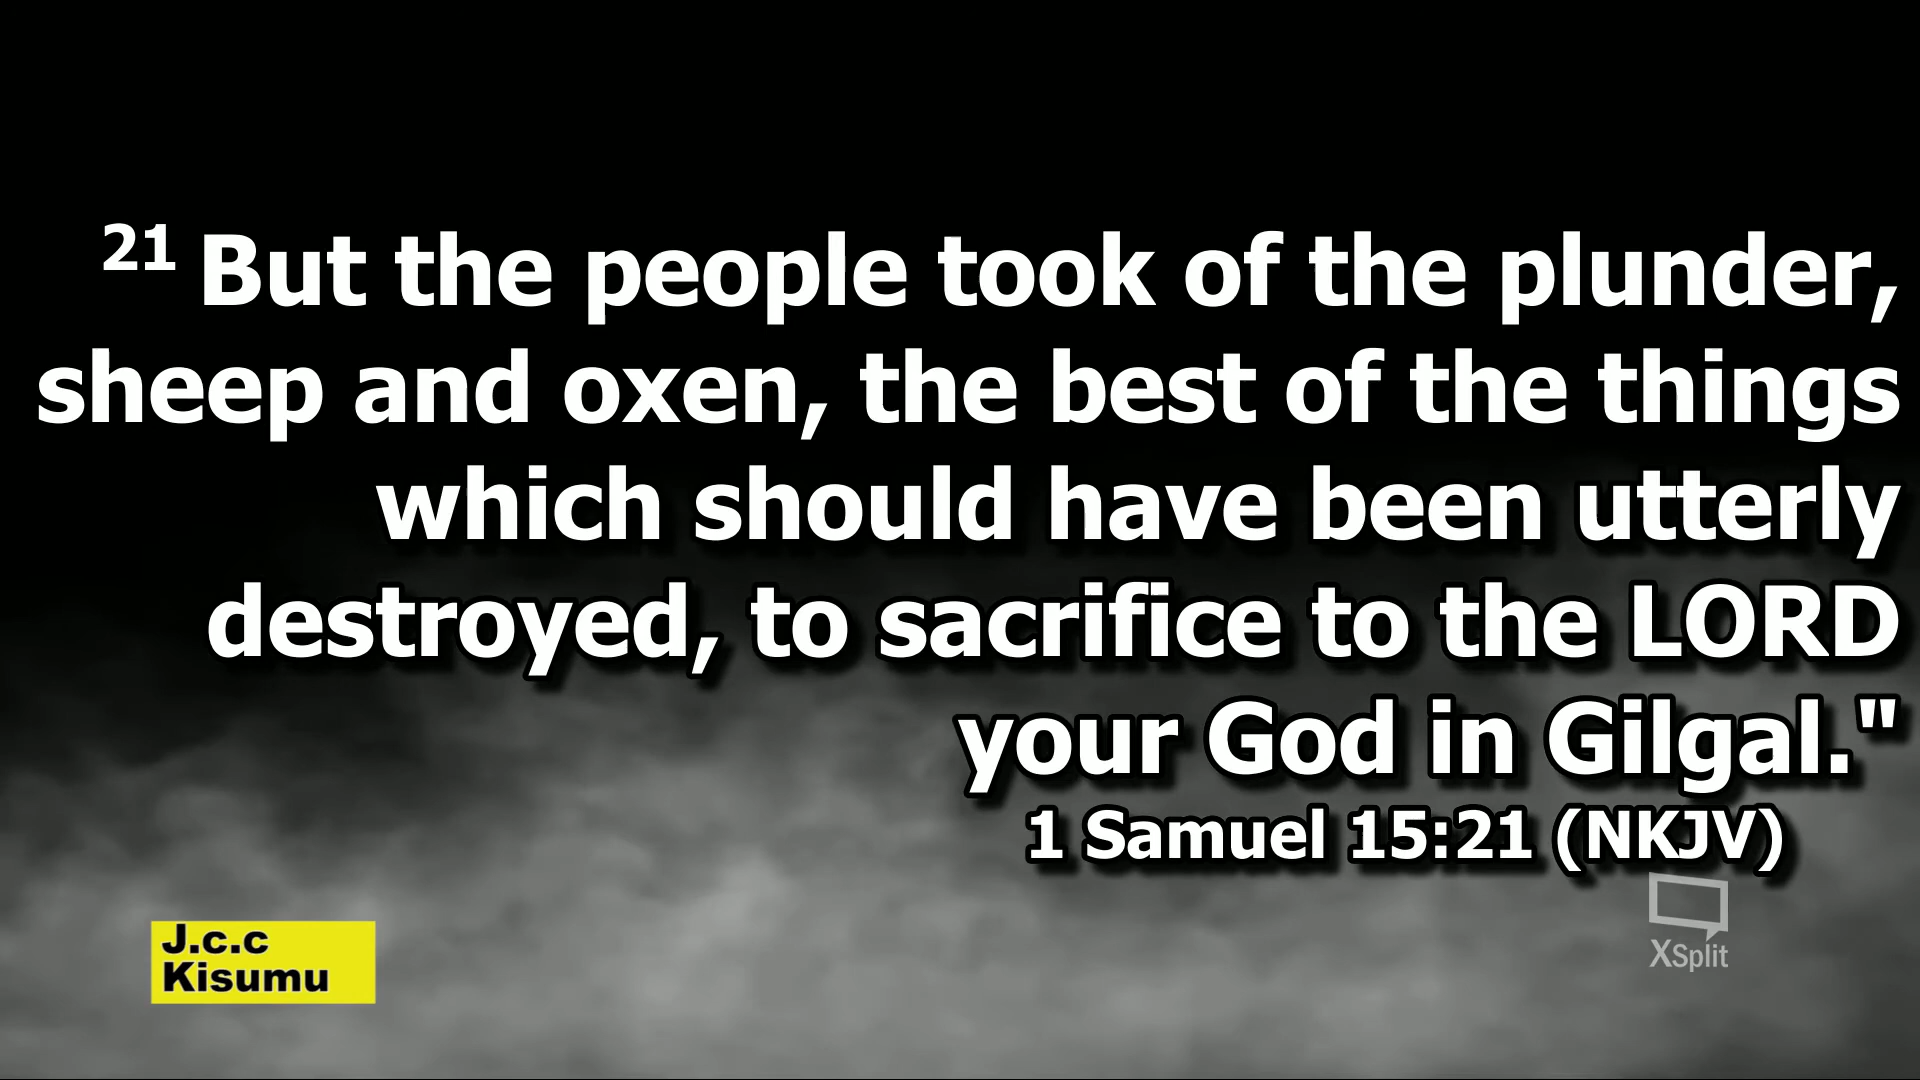 21 But the people took of the plunder,
sheep and oxen, the best of the things
which should have been utterly
destroyed, to sacrifice to the LORD
your God in Gilgal."
1 Samuel 15:21 (NKJV)
J.c.c
Kisumu
XSplit